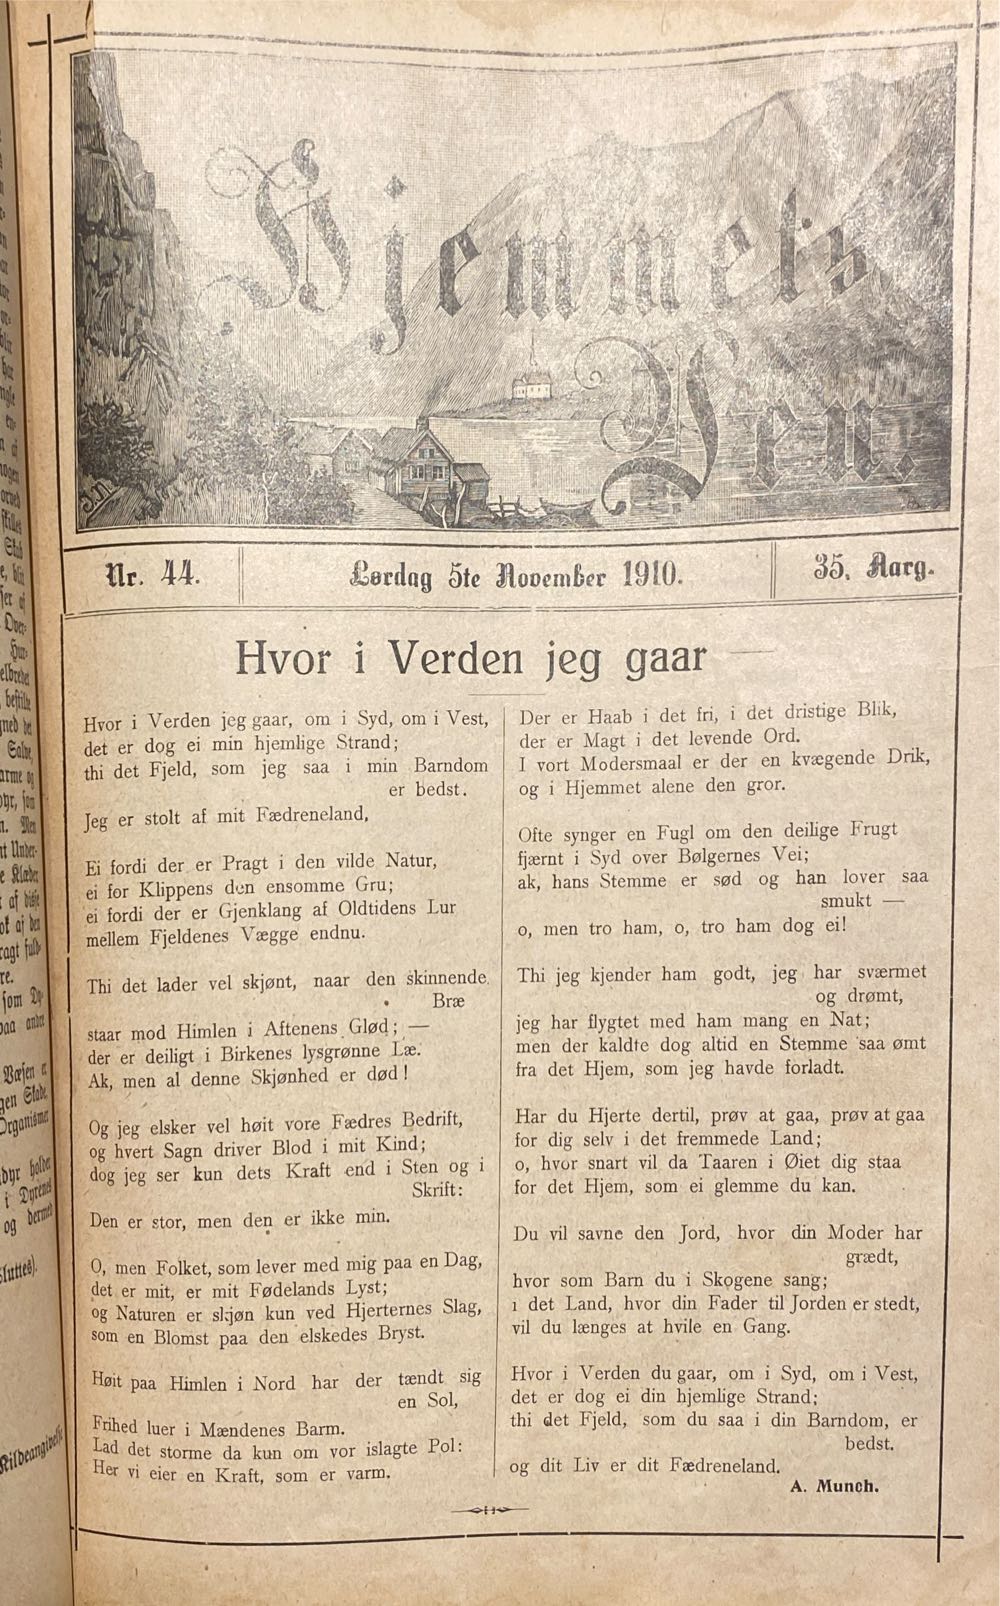 Hjemmets
Ven.
Nr. 44.
Lørdag 5te November 1910.
35. Aarg.
Hvor i Verden jeg gaar —
Hvor i Verden jeg gaar, om i Syd, om i Vest,
det er dog ei min hjemlige Strand;
thi det Fjeld, som jeg saa i min Barndom
er bedst.
Jeg er stolt af mit Fædreneland,
Ei fordi der er Pragt i den vilde Natur,
ei for Klippens den ensomme Gru;
ei fordi der er Gjenklang af Oldtidens Lur
mellem Fjeldenes Vægge endnu.
Thi det lader vel skjønt, naar den skinnende
Bræ
staar mod Himlen i Aftenens Glød; —
der er deiligt i Birkenes lysgrønne Læ.
Ak, men al denne Skjønhed er død!
Og jeg elsker vel høit vore Fædres Bedrift,
og hvert Sagn driver Blod i mit Kind;
dog jeg ser kun dets Kraft end i Sten og i
Skrift:
Den er stor, men den er ikke min.
O, men Folket, som lever med mig paa en Dag,
det er mit, er mit Fødelands Lyst;
og Naturen er skjøn kun ved Hjerternes Slag,
som en Blomst paa den elskedes Bryst.
Høit paa Himlen i Nord har der tændt sig
en Sol,
Frihed luer i Mændenes Barm.
Lad det storme da kun om vor islagte Pol:
Her vi eier en Kraft, som er varm.
Der er Haab i det fri, i det dristige Blik,
der er Magt i det levende Ord.
I vort Modersmaal er der en kvægende Drik,
og i Hjemmet alene den gror.
Ofte synger en Fugl om den deilige Frugt
fjærnt i Syd over Bølgernes Vei;
ak, hans Stemme er sød og han lover saa
smukt —
o, men tro ham, o, tro ham dog ei!
Thi jeg kjender ham godt, jeg har sværmet
og drømt,
jeg har flygtet med ham mang en Nat;
men der kaldte dog altid en Stemme saa ømt
fra det Hjem, som jeg havde forladt.
Har du Hjerte dertil, prøv at gaa, prøv at gaa
for dig selv i det fremmede Land;
o, hvor snart vil da Taaren i Øiet dig staa
for det Hjem, som ei glemme du kan.
Du vil savne den Jord, hvor din Moder har
grædt,
hvor som Barn du i Skogene sang;
i det Land, hvor din Fader til Jorden er stedt,
vil du længes at hvile en Gang.
Hvor i Verden du gaar, om i Syd, om i Vest,
det er dog ei din hjemlige Strand;
thi det Fjeld, som du saa i din Barndom, er
bedst.
og dit Liv er dit Fædreneland.
A. Munch.